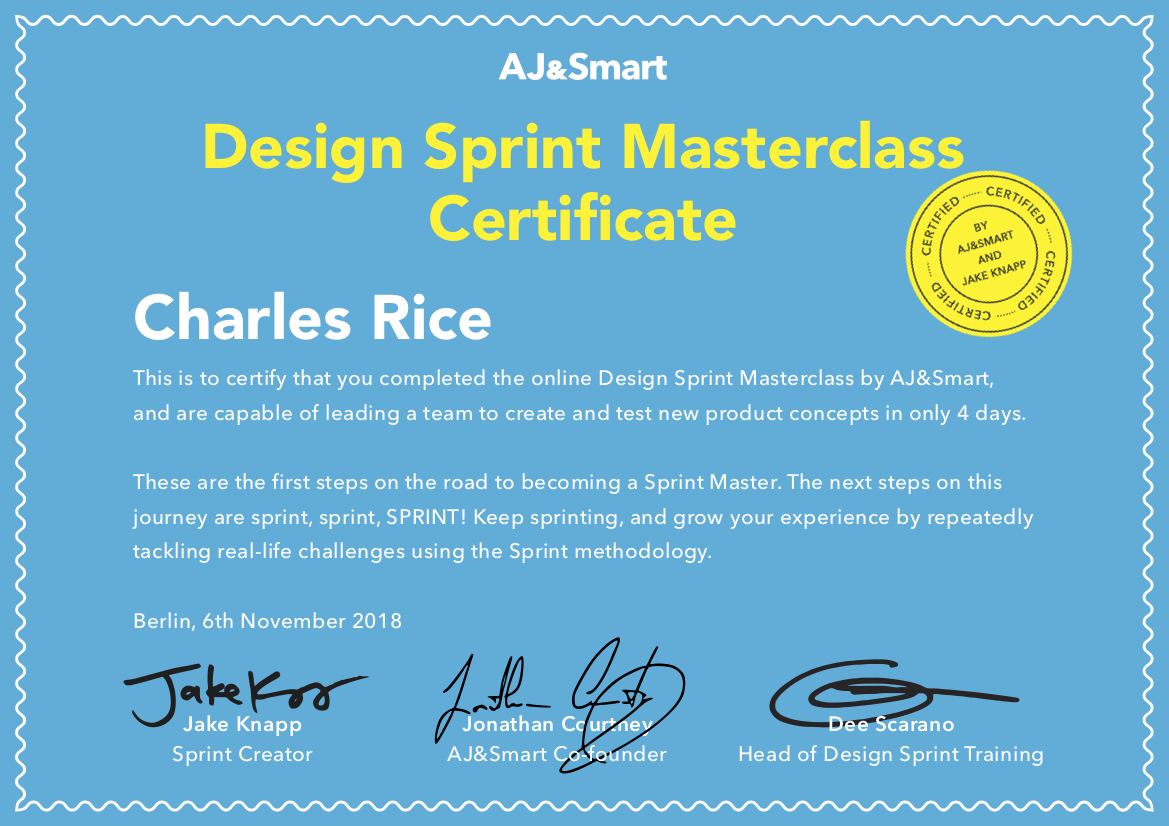 AJ&Smart
Design Sprint Masterclass
Certificate
CERTIFIED ...... CERTIFIED ...... CERTIFIED ...... CERTIFIED ......
BY
AJ&SMART
AND
JAKE KNAPP
Charles Rice
This is to certify that you completed the online Design Sprint Masterclass by AJ&Smart,
and are capable of leading a team to create and test new product concepts in only 4 days.
These are the first steps on the road to becoming a Sprint Master. The next steps on this
journey are sprint, sprint, SPRINT! Keep sprinting, and grow your experience by repeatedly
tackling real-life challenges using the Sprint methodology.
Berlin, 6th November 2018
Jake Knapp
Jake Knapp
Sprint Creator
Jonathan Courtney
AJ&Smart Co-founder
Dee Scarano
Head of Design Sprint Training